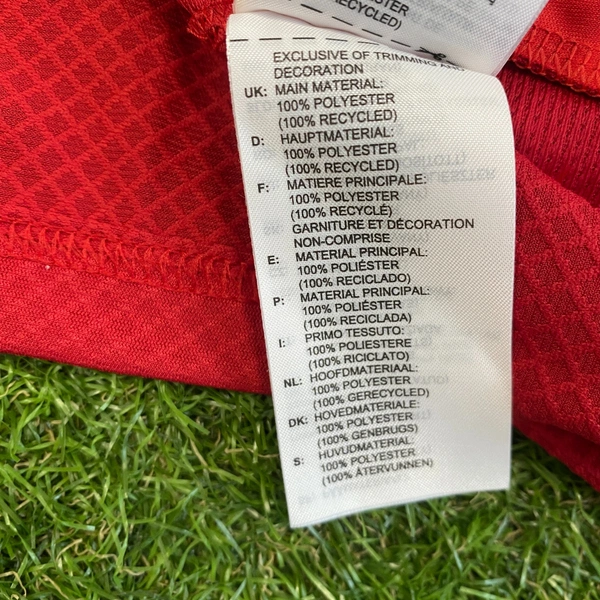 ESTER
RECYCLED)
EXCLUSIVE OF TRIMMING AND
DECORATION
UK: MAIN MATERIAL:
100% POLYESTER
(100% RECYCLED)
D: HAUPTMATERIAL:
100% POLYESTER
(100% RECYCLED)
F: MATIERE PRINCIPALE:
100% POLYESTER
(100% RECYCLÉ)
GARNITURE ET DÉCORATION
NON-COMPRISE
E: MATERIAL PRINCIPAL:
100% POLIÉSTER
(100% RECICLADO)
P: MATERIAL PRINCIPAL:
100% POLIÉSTER
(100% RECICLADA)
I: PRIMO TESSUTO:
100% POLIESTERE
(100% RICICLATO)
NL: HOOFDMATERIAAL:
100% POLYESTER
(100% GERECYCLED)
DK: HOVEDMATERIALE:
100% POLYESTER
(100% GENBRUGS)
S: HUVUDMATERIAL:
100% POLYESTER
(100% ÅTERVUNNEN)